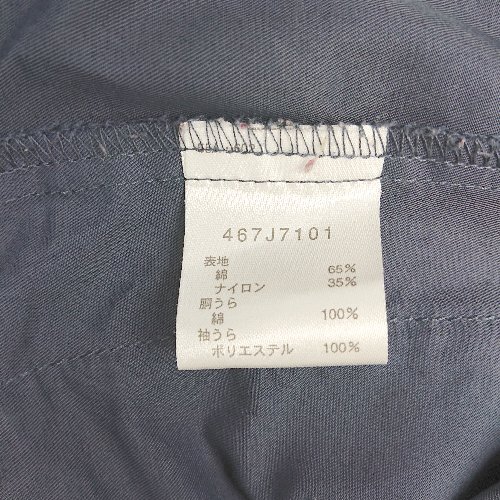 467J7101
表地
綿 65%
ナイロン 35%
胴うら
綿 100%
袖うら
ポリエステル 100%